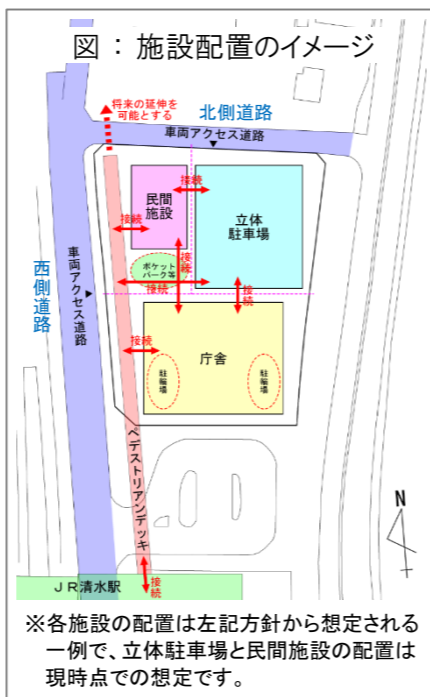 図：施設配置のイメージ
将来の延伸を
可能とする
北側道路
車両アクセス道路
接続
民間
施設
立体
駐車場
接続
接続
ポケット
パーク等
接続
接続
西側道路
車両アクセス道路
接続
庁舎
駐輪場
駐輪場
ペデストリアンデッキ
N
JR清水駅
接続
※各施設の配置は左記方針から想定される
一例で、立体駐車場と民間施設の配置は
現時点での想定です。